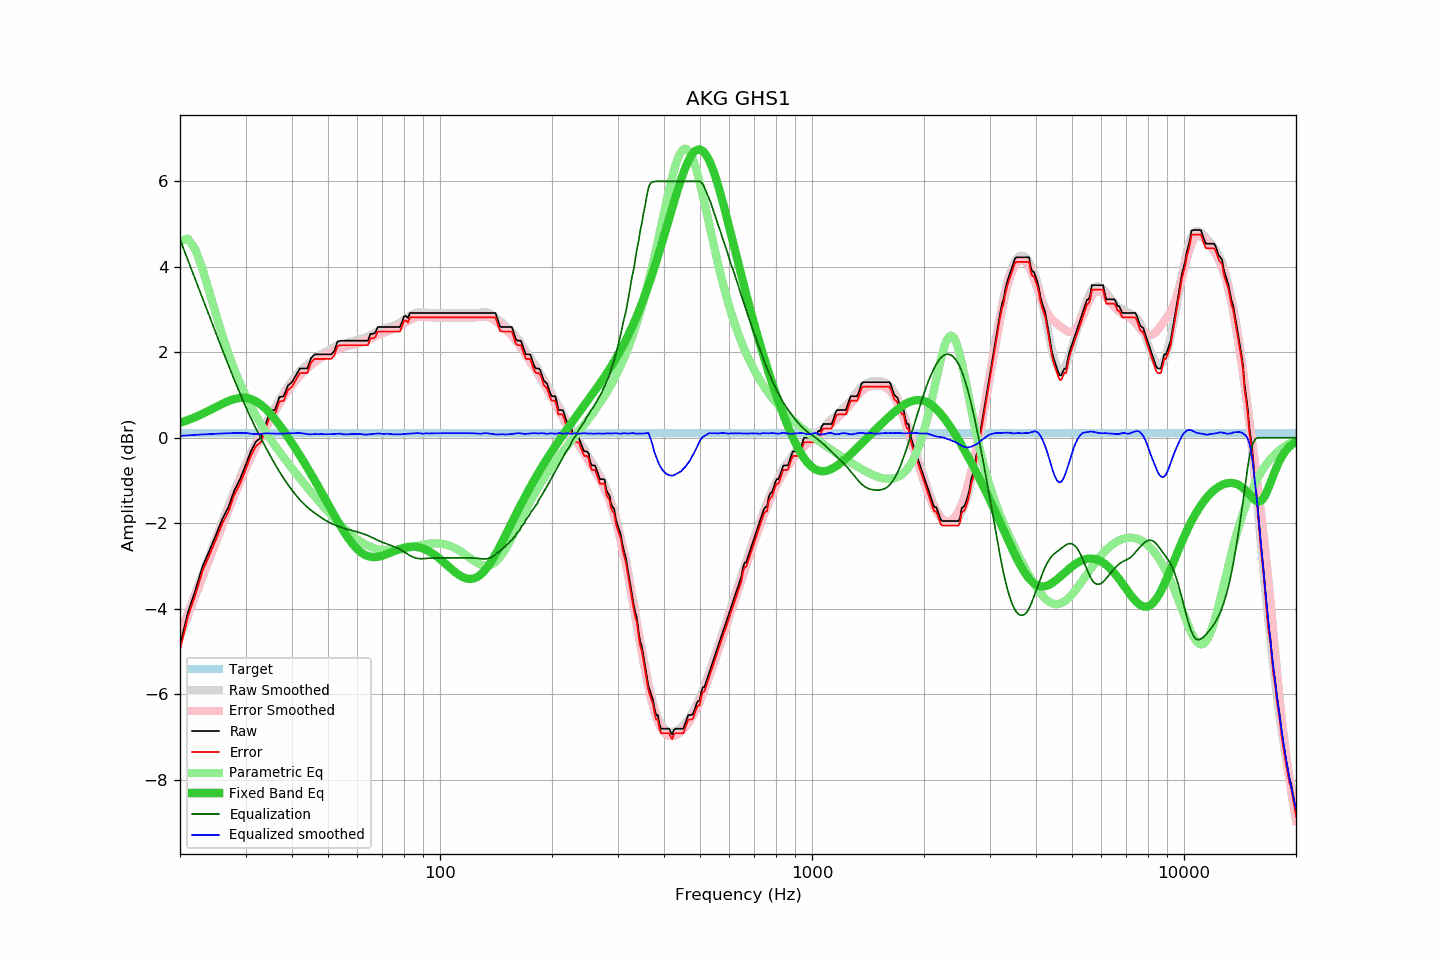 AKG GHS1
Amplitude (dBr)
6
4
2
0
−2
−4
−6
−8
Target
Raw Smoothed
Error Smoothed
Raw
Error
Parametric Eq
Fixed Band Eq
Equalization
Equalized smoothed
100
1000
10000
Frequency (Hz)